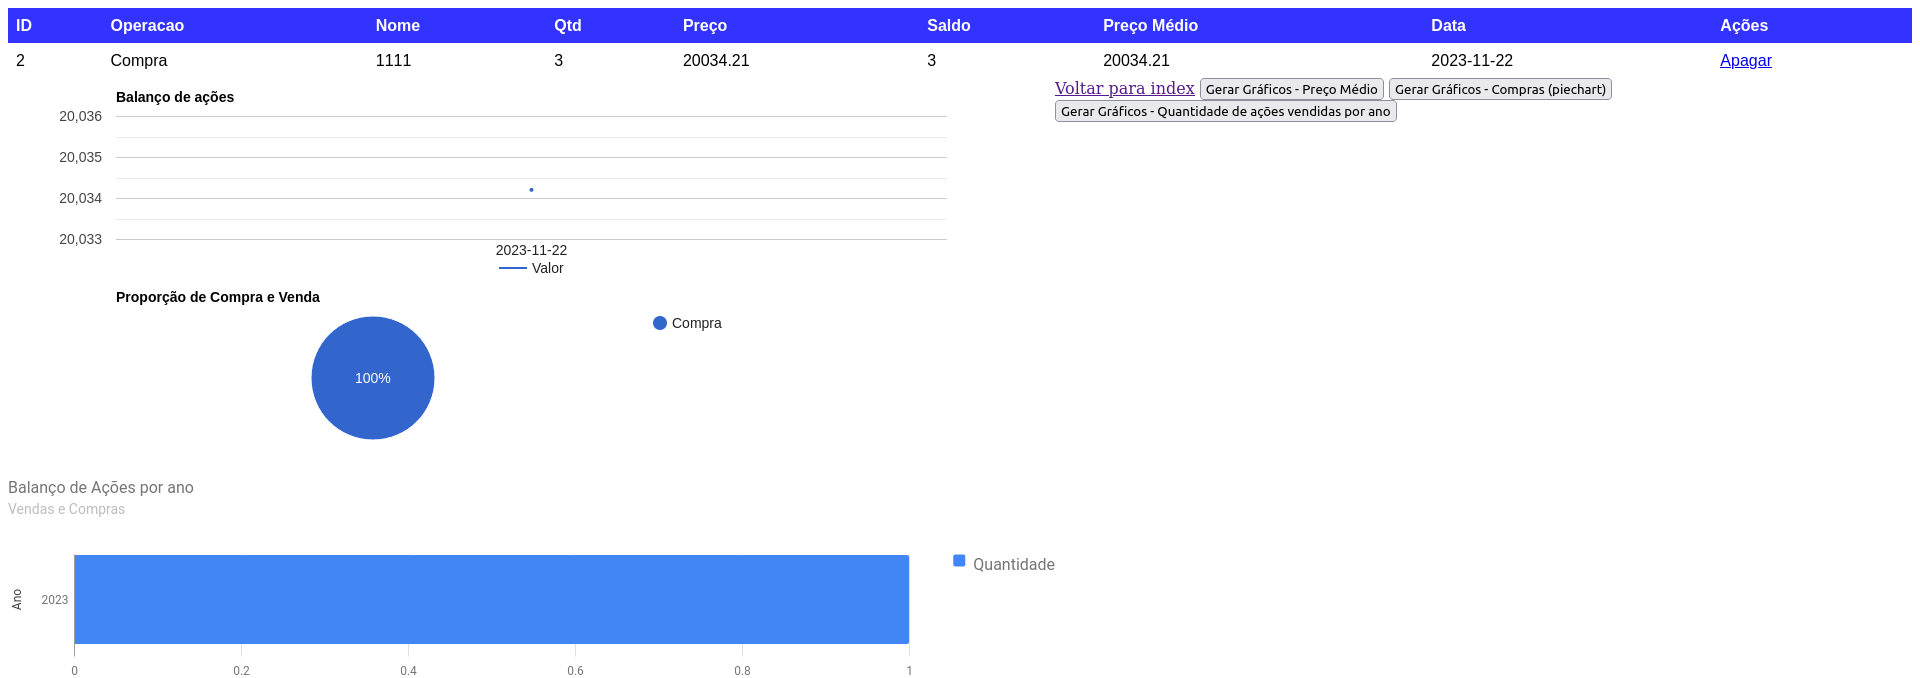 ID Operacao Nome Qtd Preço Saldo Preço Médio Data Ações
2 Compra 1111 3 20034.21 3 20034.21 2023-11-22 Apagar
Voltar para index Gerar Gráficos - Preço Médio Gerar Gráficos - Compras (piechart)
Gerar Gráficos - Quantidade de ações vendidas por ano
Balanço de ações
20,036
20,035
20,034
20,033
2023-11-22
Valor
Proporção de Compra e Venda
Compra
100%
Balanço de Ações por ano
Vendas e Compras
Quantidade
Ano
2023
0 0.2 0.4 0.6 0.8 1